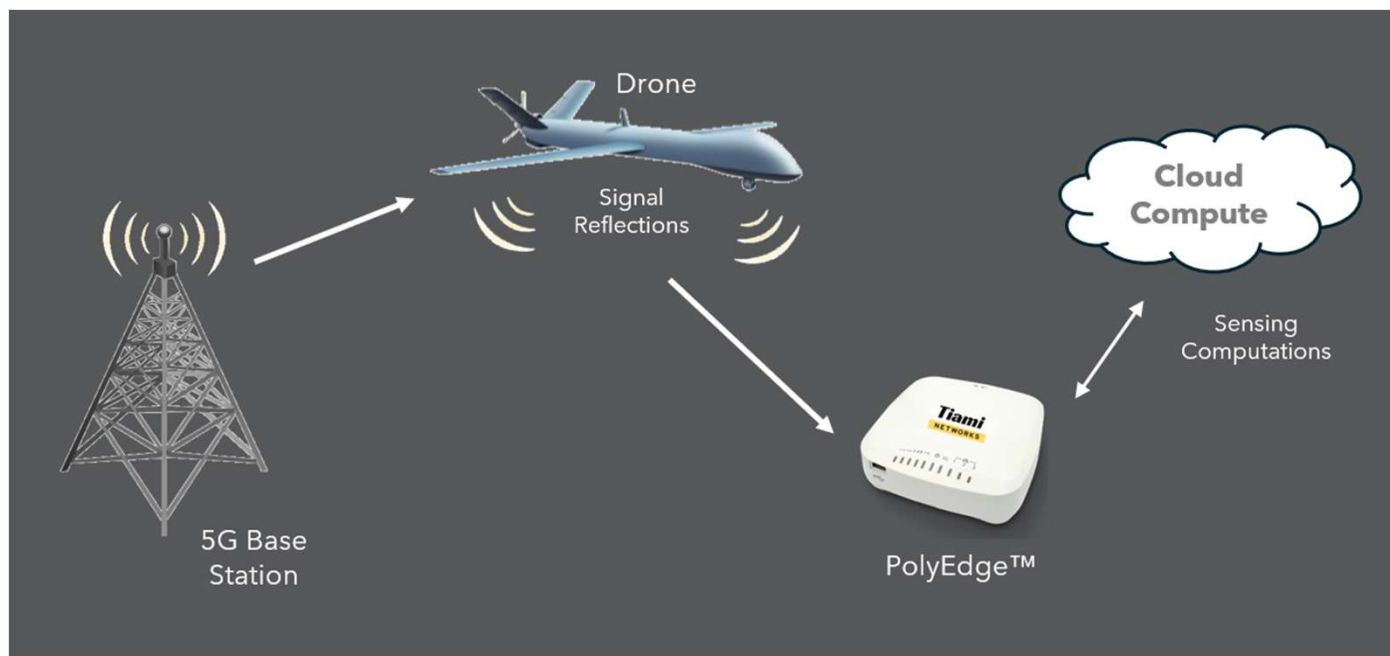 Drone
Signal
Reflections
Cloud
Compute
Sensing
Computations
Tiami
NETWORKS
5G Base
Station
PolyEdge™